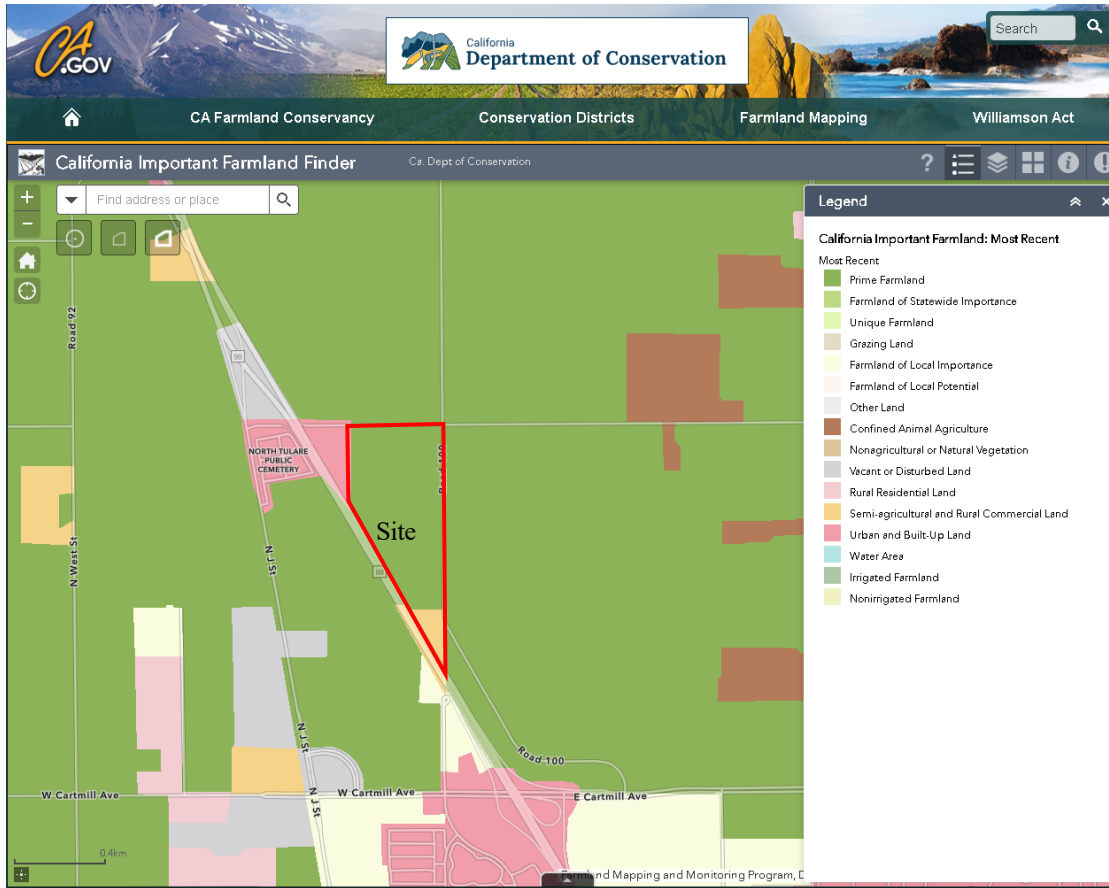 CA
.GOV
California
Department of Conservation
Search
CA Farmland Conservancy
Conservation Districts
Farmland Mapping
Williamson Act
California Important Farmland Finder
Ca. Dept of Conservation
?
+
Find address or place
−
Legend
California Important Farmland: Most Recent
Most Recent
Prime Farmland
Farmland of Statewide Importance
Unique Farmland
Grazing Land
Farmland of Local Importance
Farmland of Local Potential
Other Land
Confined Animal Agriculture
Nonagricultural or Natural Vegetation
Vacant or Disturbed Land
Rural Residential Land
Semi-agricultural and Rural Commercial Land
Urban and Built-Up Land
Water Area
Irrigated Farmland
Nonirrigated Farmland
Road 92
99
NORTH TULARE
PUBLIC
CEMETERY
Road 100
Site
N West St
N J St
99
N J St
Road 100
N J St
W Cartmill Ave
W Cartmill Ave
E Cartmill Ave
0.4km
Farmland Mapping and Monitoring Program, D